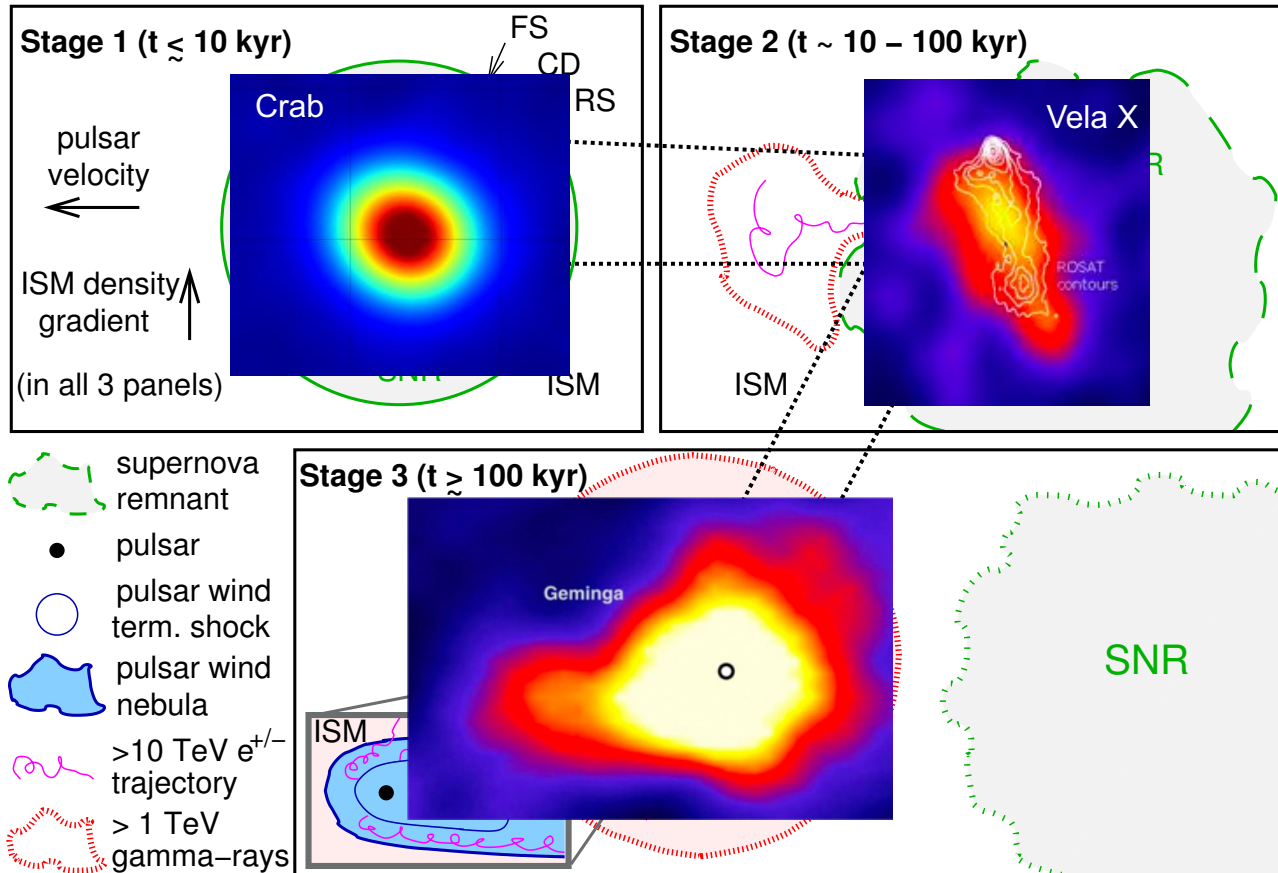 Stage 1 (t ≲ 10 kyr)
FS
CD
RS
Crab
pulsar
velocity
ISM density
gradient
(in all 3 panels)
SNR
ISM
Stage 2 (t ~ 10 − 100 kyr)
Vela X
R
ROSAT
contours
ISM
supernova
remnant
pulsar
pulsar wind
term. shock
pulsar wind
nebula
>10 TeV e+/−
trajectory
> 1 TeV
gamma−rays
Stage 3 (t ≳ 100 kyr)
Geminga
ISM
SNR